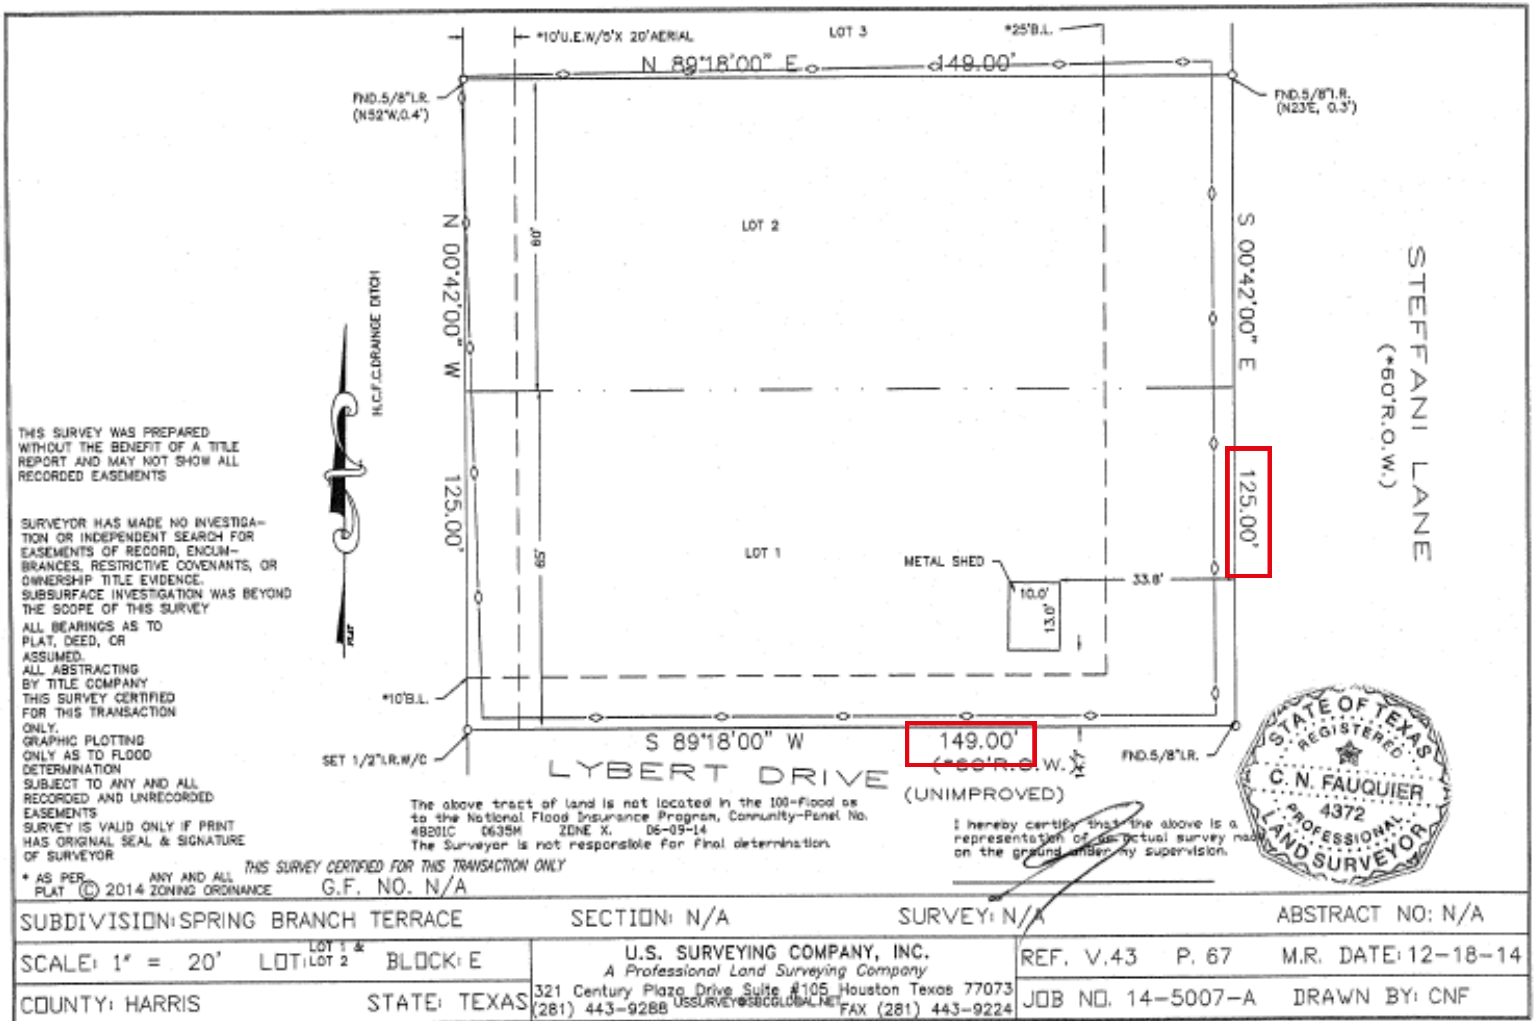 *10'U.E.W/5'X 20'AERIAL
LOT 3
*25'B.L.
N 89°18'00" E
149.00'
FND.5/8"I.R.
(N52°W,0.4')
FND.5/8"I.R.
(N23°E, 0.3')
N 00°42'00" W
125.00'
60'
LOT 2
S 00°42'00" E
125.00'
STEFFANI LANE
(*60'R.O.W.)
H.C.F.C.DRAINGE DITCH
PLAT
THIS SURVEY WAS PREPARED
WITHOUT THE BENEFIT OF A TITLE
REPORT AND MAY NOT SHOW ALL
RECORDED EASEMENTS
SURVEYOR HAS MADE NO INVESTIGA-
TION OR INDEPENDENT SEARCH FOR
EASEMENTS OF RECORD, ENCUM-
BRANCES, RESTRICTIVE COVENANTS, OR
OWNERSHIP TITLE EVIDENCE.
SUBSURFACE INVESTIGATION WAS BEYOND
THE SCOPE OF THIS SURVEY
ALL BEARINGS AS TO
PLAT, DEED, OR
ASSUMED.
ALL ABSTRACTING
BY TITLE COMPANY
THIS SURVEY CERTIFIED
FOR THIS TRANSACTION
ONLY.
GRAPHIC PLOTTING
ONLY AS TO FLOOD
DETERMINATION
SUBJECT TO ANY AND ALL
RECORDED AND UNRECORDED
EASEMENTS
SURVEY IS VALID ONLY IF PRINT
HAS ORIGINAL SEAL & SIGNATURE
OF SURVEYOR
* AS PER
PLAT © 2014
ANY AND ALL
ZONING ORDINANCE
65'
LOT 1
METAL SHED
10.0'
13.0'
33.8'
*10'B.L.
SET 1/2"I.R.W/C
S 89°18'00" W
149.00'
FND.5/8"I.R.
LYBERT DRIVE
(*60'R.O.W.)
(UNIMPROVED)
The above tract of land is not located in the 100-flood as
to the National Flood Insurance Program, Community-Panel No.
48201C 0635M ZONE X. 06-09-14
The Surveyor is not responsible for final determination.
I hereby certify that the above is a
representation of an actual survey made
on the ground under my supervision.
STATE OF TEXAS
REGISTERED
C. N. FAUQUIER
4372
PROFESSIONAL
LAND SURVEYOR
THIS SURVEY CERTIFIED FOR THIS TRANSACTION ONLY
G.F. NO. N/A
SUBDIVISION: SPRING BRANCH TERRACE
SECTION: N/A
SURVEY: N/A
ABSTRACT NO: N/A
SCALE: 1" = 20'
LOT: LOT 1 &
LOT 2
BLOCK: E
U.S. SURVEYING COMPANY, INC.
A Professional Land Surveying Company
321 Century Plaza Drive Suite #105 Houston Texas 77073
(281) 443-9288 USSURVEY@SBCGLOBAL.NET FAX (281) 443-9224
REF. V.43 P. 67
M.R. DATE: 12-18-14
COUNTY: HARRIS
STATE: TEXAS
JOB NO. 14-5007-A
DRAWN BY: CNF